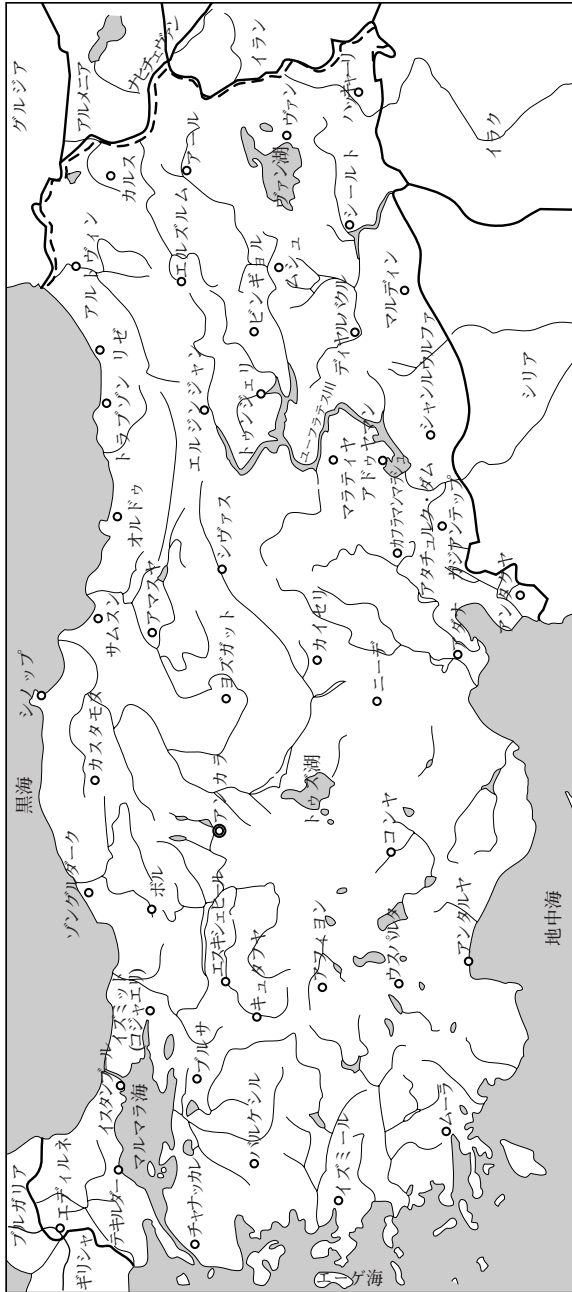 ブルガリア
ギリシャ
エディルネ
テキルダー
イスタンブール
イズミット
(コジャエリ)
マルマラ海
チャナッカレ
ブルサ
バルケシル
イズミール
エーゲ海
ムーラ
黒海
ゾングルダーク
ボル
エスキシェヒール
キュタフヤ
アフィヨン
ウスパルタ
アンタルヤ
地中海
カスタモヌ
シノップ
アンカラ
トゥズ湖
コンヤ
サムスン
アマスヤ
ヨズガット
カイセリ
ニーデ
アダナ
オルドゥ
シヴァス
トラブゾン
リゼ
エルジンジャン
トゥンジェリ
ユーフラテス川
マラティヤ
アドゥヤマン
カフラマンマラシュ
アタチュルク・ダム
ガジアンテップ
アンタクヤ
シャンルウルファ
アルトヴィン
エルズルム
ビンギョル
ムシュ
ディヤルバクル
マルディン
シリア
グルジア
アルメニア
ナヒチェヴァン
イラン
カルス
アール
ヴァン湖
ヴァン
シールト
ハッキャーリ
イラク